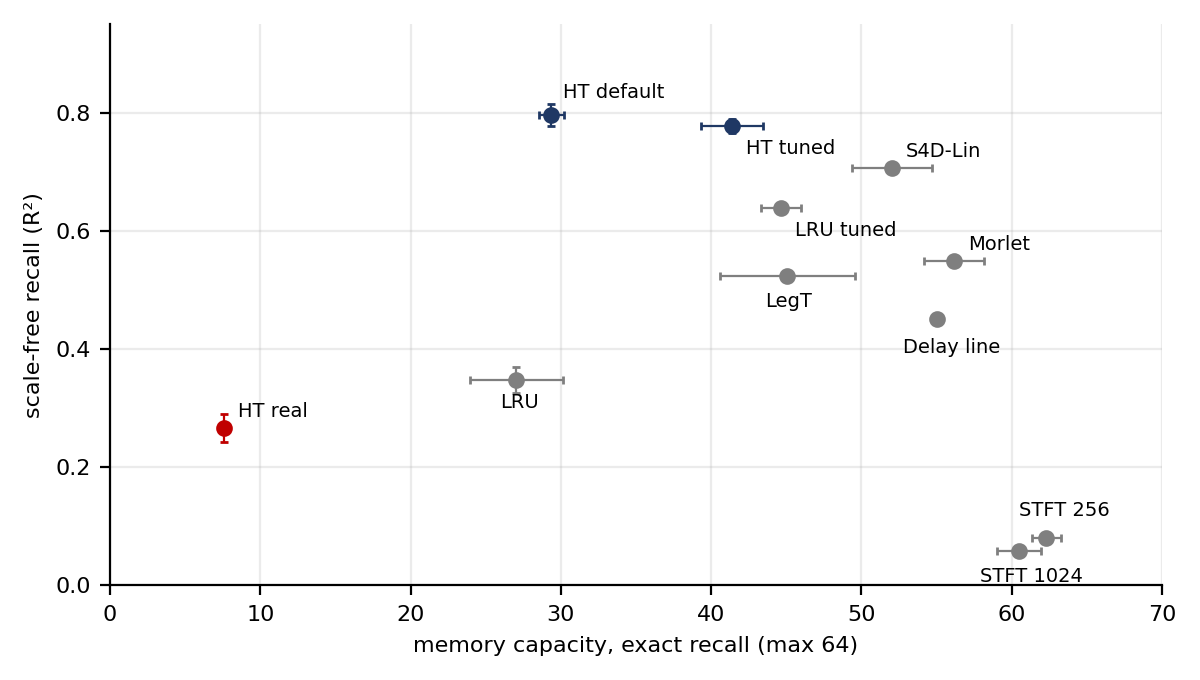 HT default
0.8
HT tuned
S4D-Lin
0.6
LRU tuned
Morlet
LegT
scale-free recall (R²)
0.4
Delay line
LRU
HT real
0.2
STFT 256
STFT 1024
0.0
0 10 20 30 40 50 60 70
memory capacity, exact recall (max 64)